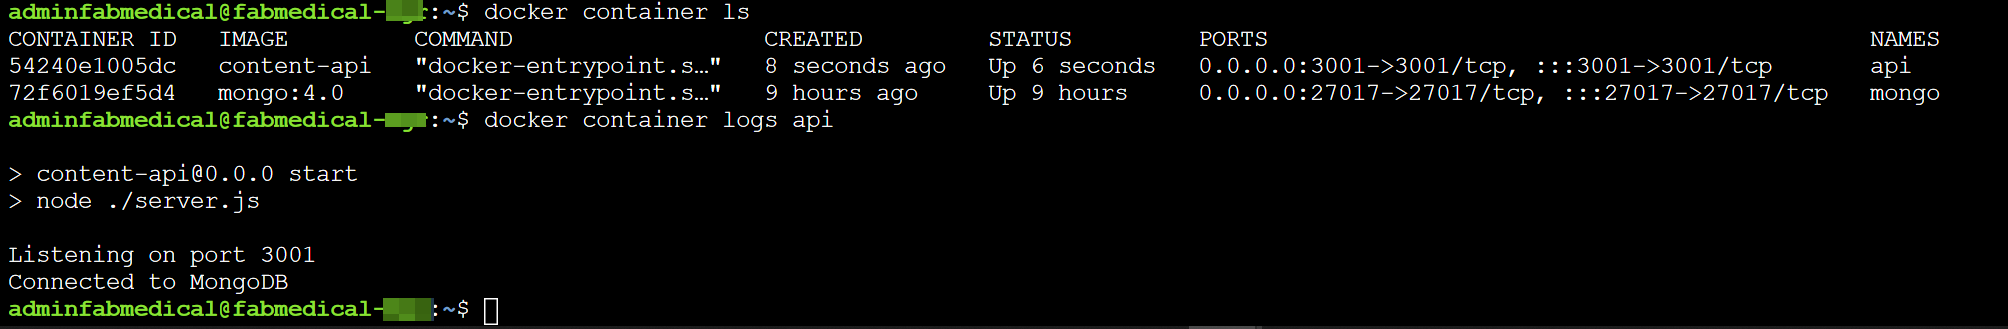 adminfabmedical@fabmedical-:~$ docker container ls
CONTAINER ID   IMAGE         COMMAND                  CREATED         STATUS         PORTS                                           NAMES
54240e1005dc   content-api   "docker-entrypoint.s…"   8 seconds ago   Up 6 seconds   0.0.0.0:3001->3001/tcp, :::3001->3001/tcp       api
72f6019ef5d4   mongo:4.0     "docker-entrypoint.s…"   9 hours ago     Up 9 hours     0.0.0.0:27017->27017/tcp, :::27017->27017/tcp   mongo
adminfabmedical@fabmedical-:~$ docker container logs api

> content-api@0.0.0 start
> node ./server.js

Listening on port 3001
Connected to MongoDB
adminfabmedical@fabmedical-:~$